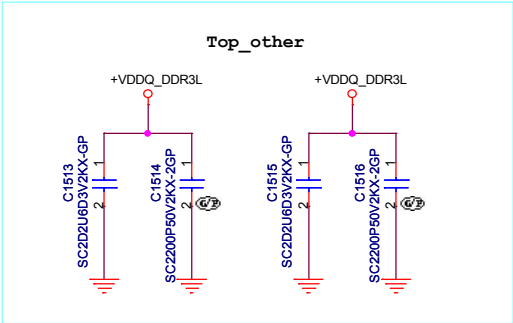 Top_other
+VDDQ_DDR3L
+VDDQ_DDR3L
C1513
SC2D2U6D3V2KX-GP
1
2
C1514
SC2200P50V2KX-2GP
1
2
G/P
C1515
SC2D2U6D3V2KX-GP
1
2
C1516
SC2200P50V2KX-2GP
1
2
G/P